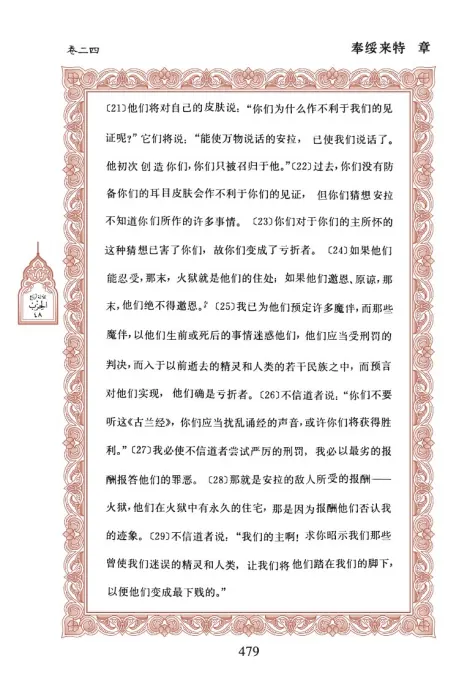 卷二四
奉绥来特 章
〔21〕他们将对自己的皮肤说：“你们为什么作不利于我们的见
证呢?”它们将说：“能使万物说话的安拉， 已使我们说话了。
他初次创造你们，你们只被召归于他。”〔22〕过去，你们没有防
备你们的耳目皮肤会作不利于你们的见证， 但你们猜想安拉
不知道你们所作的许多事情。〔23〕你们对于你们的主所怀的
这种猜想已害了你们，故你们变成了亏折者。〔24〕如果他们
能忍受，那末，火狱就是他们的住处；如果他们邀恩、原谅，那
末，他们绝不得邀恩。〔25〕我已为他们预定许多魔伴，而那些
魔伴，以他们生前或死后的事情迷惑他们，他们应当受刑罚的
判决，而入于以前逝去的精灵和人类的若干民族之中，而预言
对他们实现，他们确是亏折者。〔26〕不信道者说：“你们不要
听这《古兰经》，你们应当扰乱诵经的声音，或许你们将获得胜
利。”〔27〕我必使不信道者尝试严厉的刑罚，我必以最劣的报
酬报答他们的罪恶。〔28〕那就是安拉的敌人所受的报酬——
火狱，他们在火狱中有永久的住宅，那是因为报酬他们否认我
的迹象。〔29〕不信道者说：“我们的主啊！求你昭示我们那些
曾使我们迷误的精灵和人类，让我们将他们踏在我们的脚下，
以便他们变成最下贱的。”
الحزب
٤٨
479